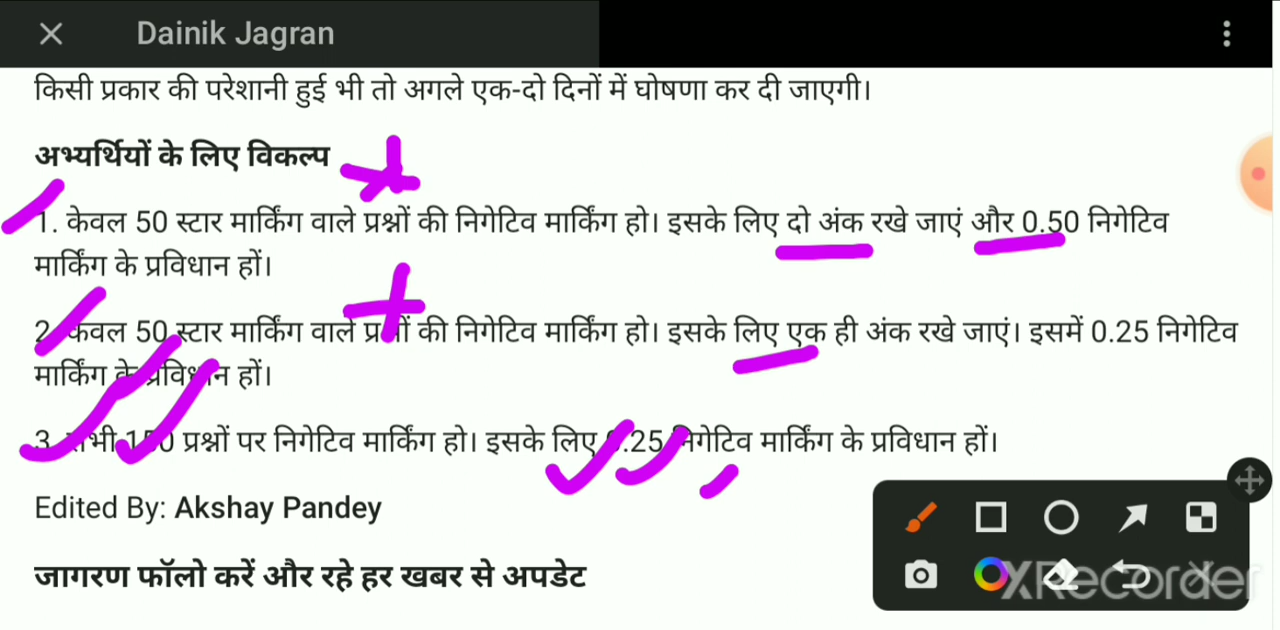 Dainik Jagran
किसी प्रकार की परेशानी हुई भी तो अगले एक-दो दिनों में घोषणा कर दी जाएगी।
अभ्यर्थियों के लिए विकल्प
1. केवल 50 स्टार मार्किंग वाले प्रश्नों की निगेटिव मार्किंग हो। इसके लिए दो अंक रखे जाएं और 0.50 निगेटिव
मार्किंग के प्रविधान हों।
2. केवल 50 स्टार मार्किंग वाले प्रश्नों की निगेटिव मार्किंग हो। इसके लिए एक ही अंक रखे जाएं। इसमें 0.25 निगेटिव
मार्किंग के प्रविधान हों।
3. सभी 150 प्रश्नों पर निगेटिव मार्किंग हो। इसके लिए 0.25 निगेटिव मार्किंग के प्रविधान हों।
Edited By: Akshay Pandey
जागरण फॉलो करें और रहे हर खबर से अपडेट
XRecorder